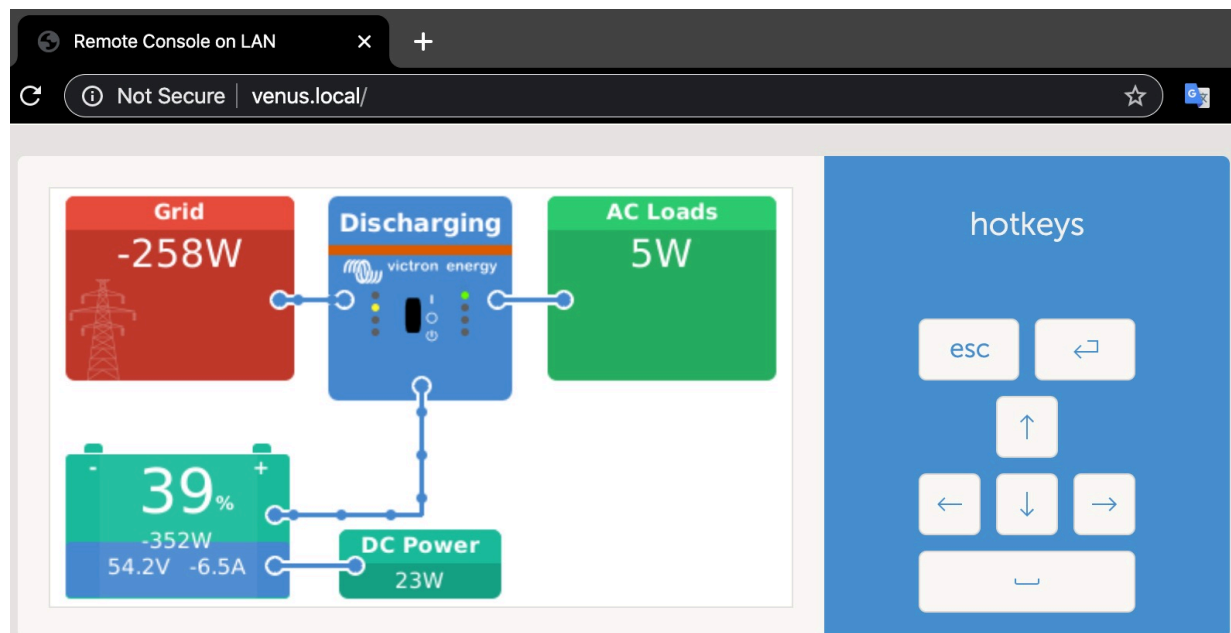 Remote Console on LAN
Not Secure venus.local/
Grid
-258W
Discharging
victron energy
AC Loads
5W
- +
39%
-352W
54.2V -6.5A
DC Power
23W
hotkeys
esc